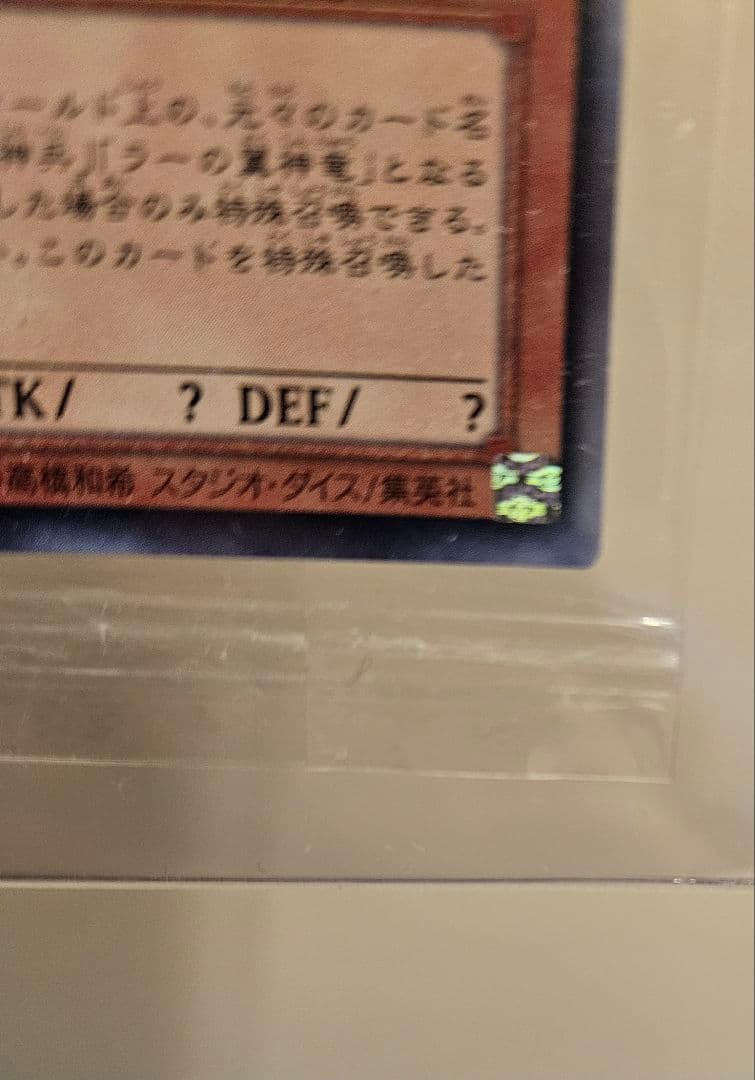 ールド上の、元々のカード名
神兵」「ラーの翼神竜」となる
した場合のみ特殊召喚できる。
い。このカードを特殊召喚した
TK/ ? DEF/ ?
高橋和希 スタジオ・ダイス/集英社